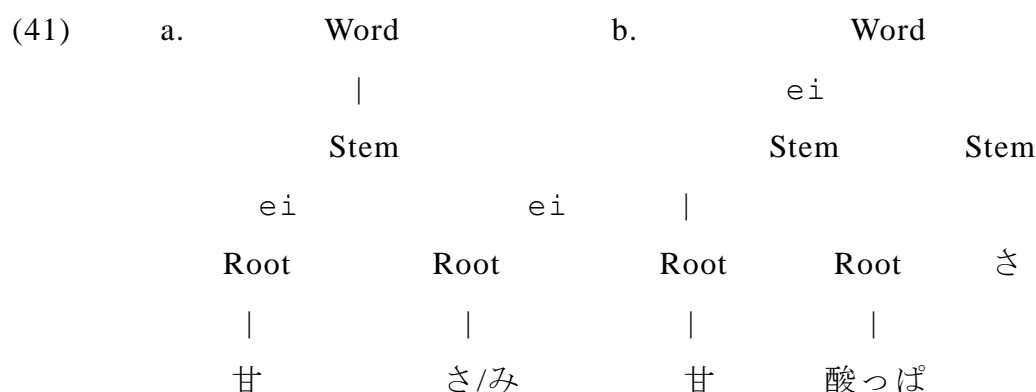 (41) a. Word b. Word
| ei
Stem Stem Stem
ei ei |
Root Root Root Root さ
| | | |
甘 さ/み 甘 酸っぱ